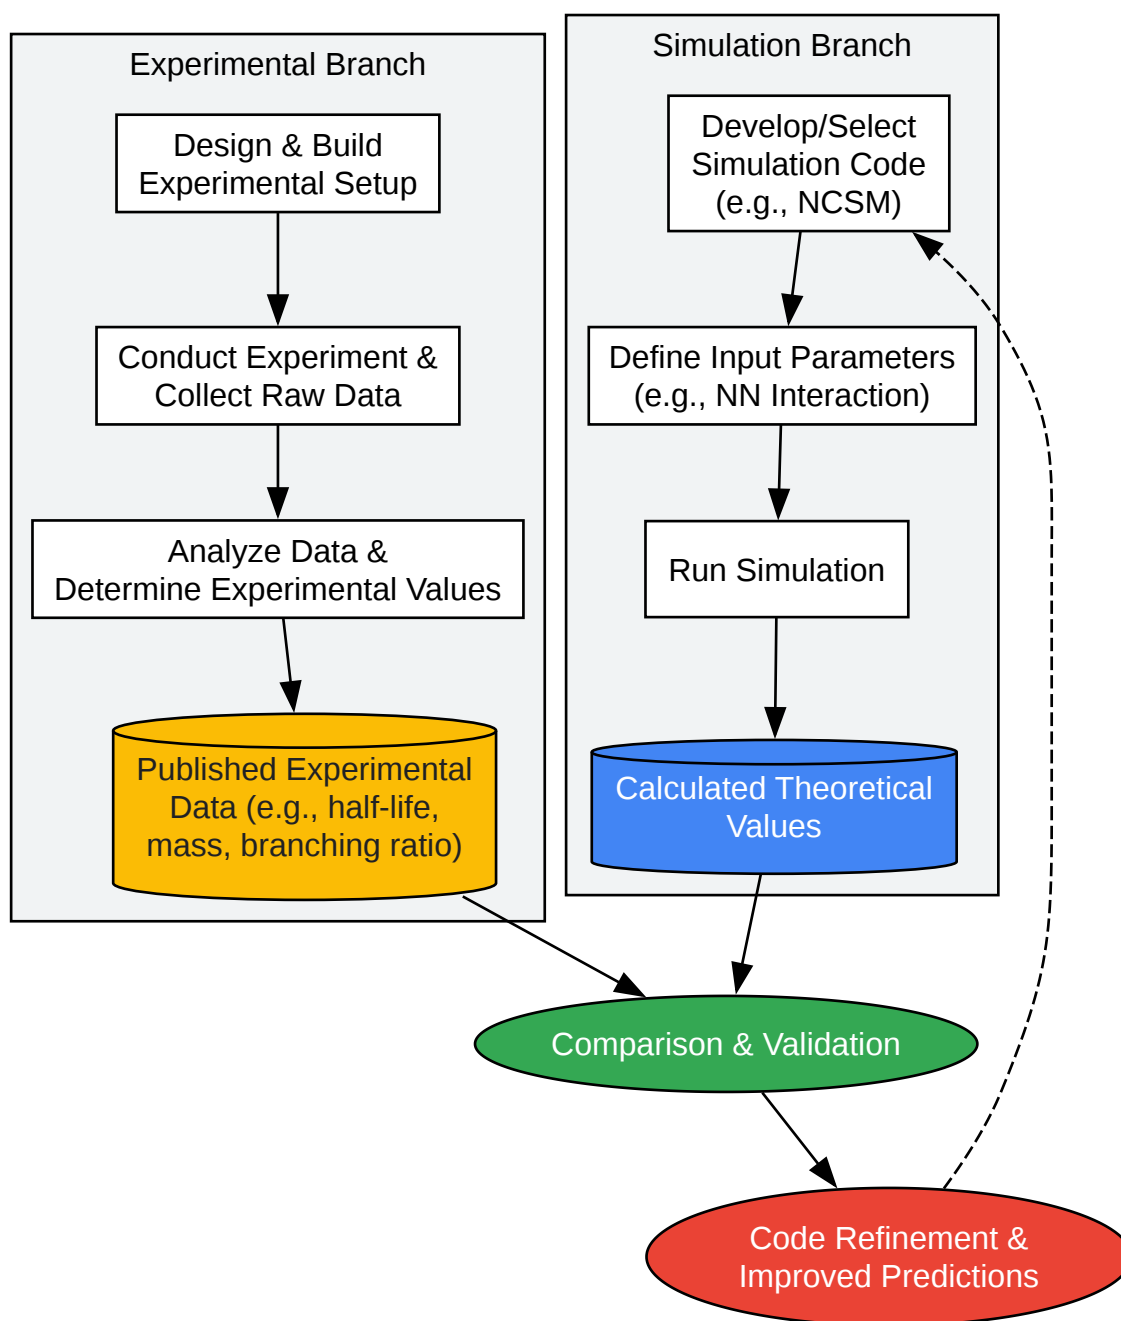 Experimental Branch
Design & Build
Experimental Setup
Conduct Experiment &
Collect Raw Data
Analyze Data &
Determine Experimental Values
Published Experimental
Data (e.g., half-life,
mass, branching ratio)
Simulation Branch
Develop/Select
Simulation Code
(e.g., NCSM)
Define Input Parameters
(e.g., NN Interaction)
Run Simulation
Calculated Theoretical
Values
Comparison & Validation
Code Refinement &
Improved Predictions